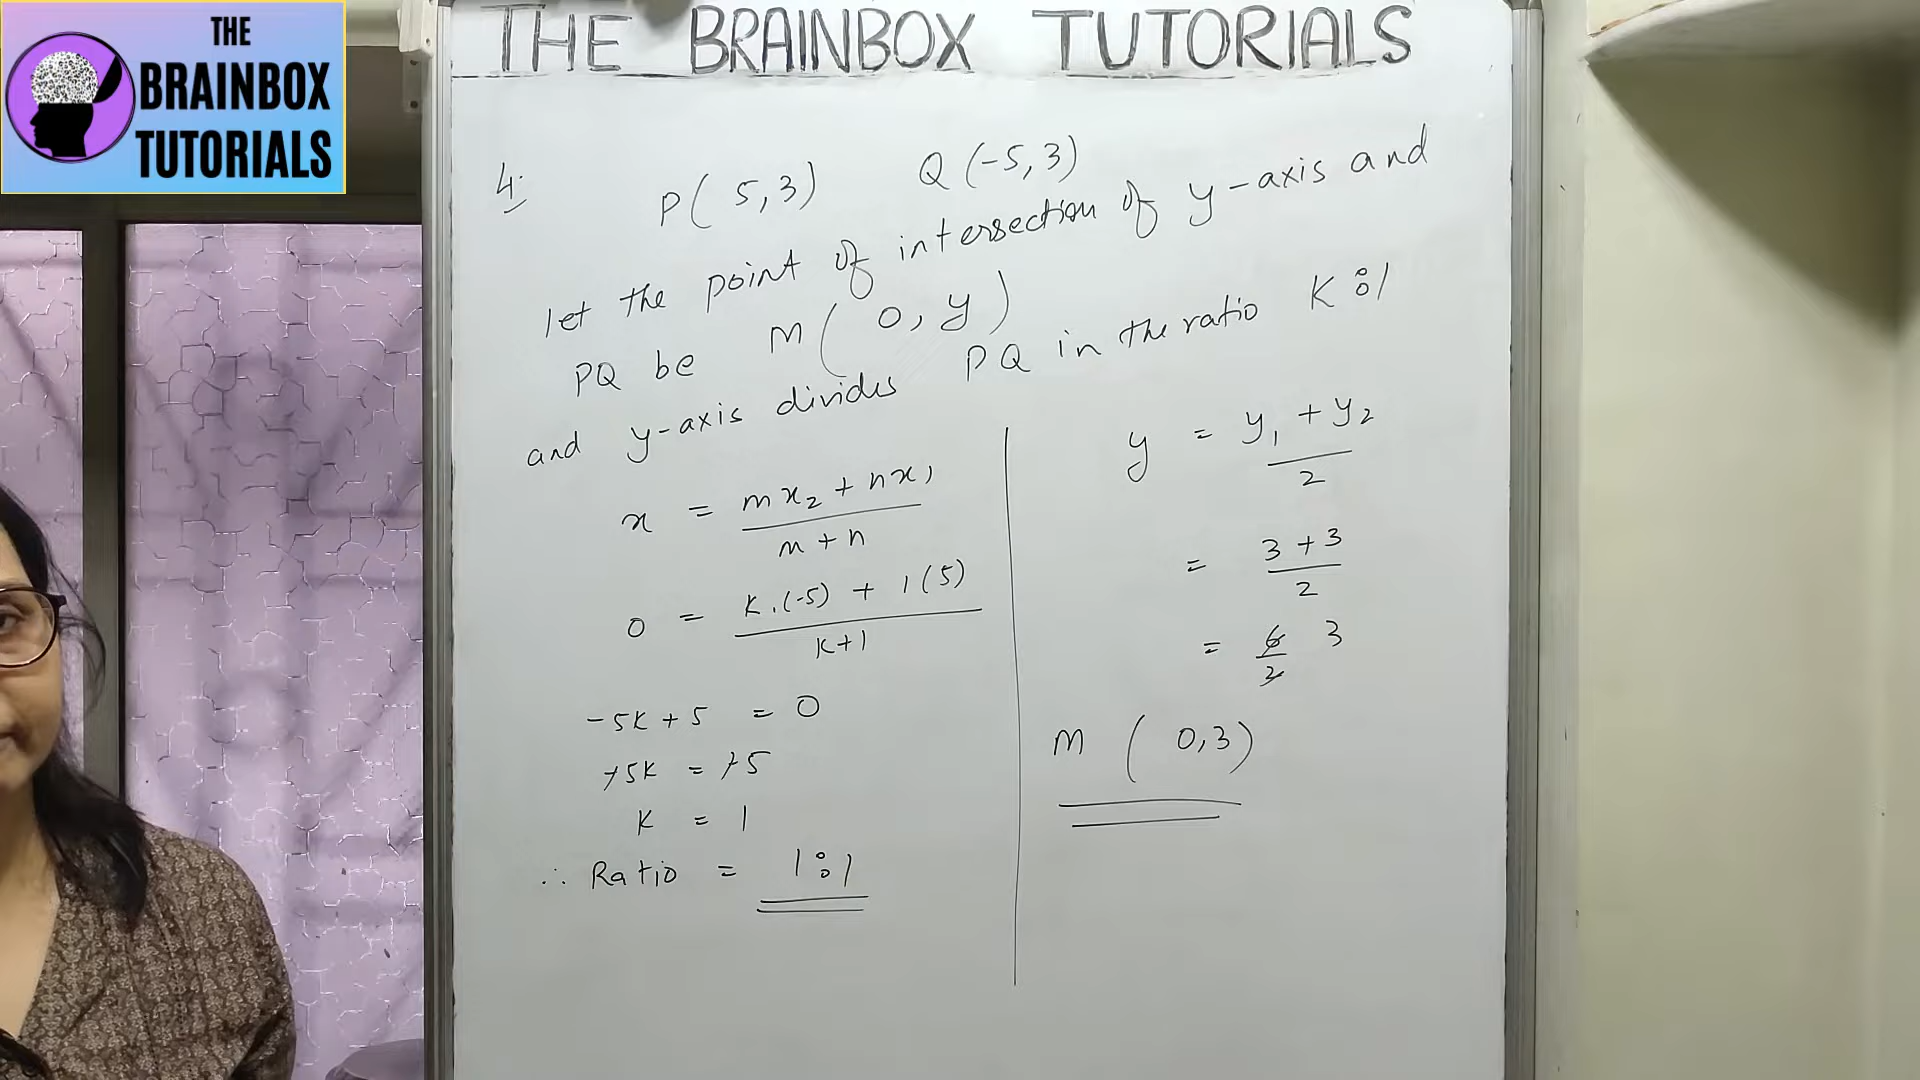 THE
BRAINBOX
TUTORIALS
THE BRAINBOX TUTORIALS
4. P(5,3) Q(-5,3)
let the point of intersection of y-axis and
PQ be M(0, y)
and y-axis divides PQ in the ratio K:1
x = mx₂ + nx₁ / m+n
0 = K.(-5) + 1(5) / K+1
-5K + 5 = 0
-5K = -5
K = 1
∴ Ratio = 1:1
y = y₁ + y₂ / 2
= 3+3 / 2
= 6/2 3
M (0,3)